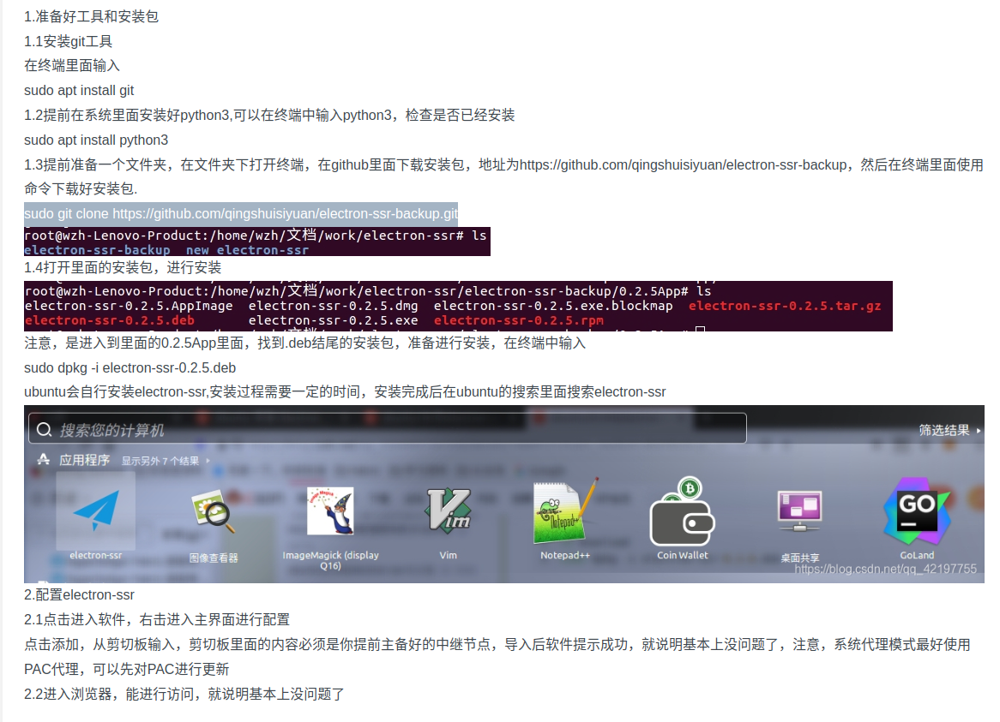 1.准备好工具和安装包
1.1安装git工具
在终端里面输入
sudo apt install git
1.2提前在系统里面安装好python3,可以在终端中输入python3，检查是否已经安装
sudo apt install python3
1.3提前准备一个文件夹，在文件夹下打开终端，在github里面下载安装包，地址为https://github.com/qingshuisiyuan/electron-ssr-backup，然后在终端里面使用
命令下载好安装包.
sudo git clone https://github.com/qingshuisiyuan/electron-ssr-backup.git
root@wzh-Lenovo-Product:/home/wzh/文档/work/electron-ssr# ls
electron-ssr-backup new electron-ssr
1.4打开里面的安装包，进行安装
root@wzh-Lenovo-Product:/home/wzh/文档/work/electron-ssr/electron-ssr-backup/0.2.5App# ls
electron-ssr-0.2.5.AppImage electron-ssr-0.2.5.dmg electron-ssr-0.2.5.exe.blockmap electron-ssr-0.2.5.tar.gz
electron-ssr-0.2.5.deb electron-ssr-0.2.5.exe electron-ssr-0.2.5.rpm
注意，是进入到里面的0.2.5App里面，找到.deb结尾的安装包，准备进行安装，在终端中输入
sudo dpkg -i electron-ssr-0.2.5.deb
ubuntu会自行安装electron-ssr,安装过程需要一定的时间，安装完成后在ubuntu的搜索里面搜索electron-ssr
搜索您的计算机 筛选结果
应用程序 显示另外 7 个结果
electron-ssr 图像查看器 ImageMagick (display Q16) Vim Notepad++ Coin Wallet 桌面共享 GoLand
https://blog.csdn.net/qq_42197755
2.配置electron-ssr
2.1点击进入软件，右击进入主界面进行配置
点击添加，从剪切板输入，剪切板里面的内容必须是你提前主备好的中继节点，导入后软件提示成功，就说明基本上没问题了，注意，系统代理模式最好使用
PAC代理，可以先对PAC进行更新
2.2进入浏览器，能进行访问，就说明基本上没问题了